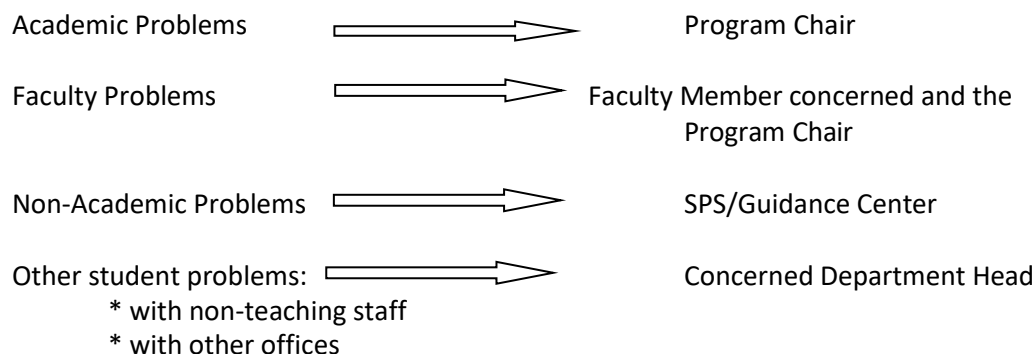 Academic Problems Program Chair
Faculty Problems Faculty Member concerned and the
Program Chair
Non-Academic Problems SPS/Guidance Center
Other student problems: Concerned Department Head
* with non-teaching staff
* with other offices